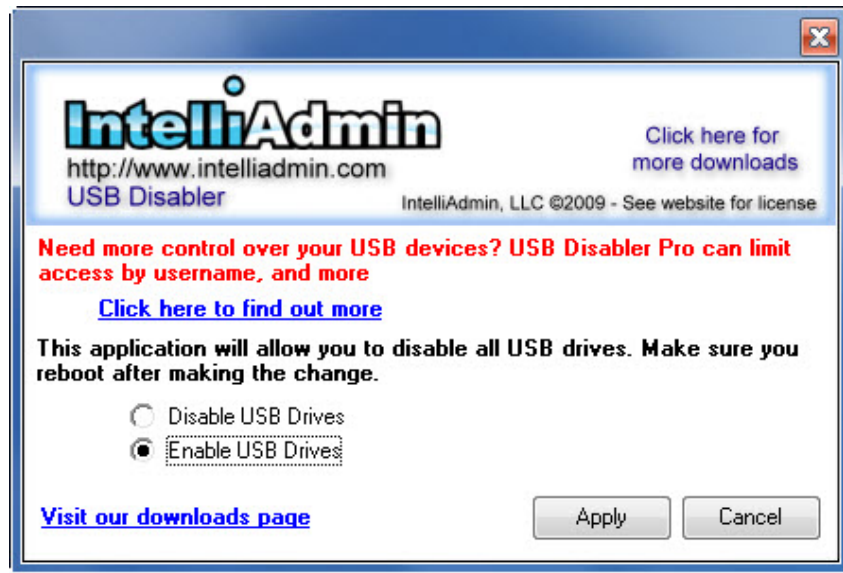 IntelliAdmin
http://www.intelliadmin.com
USB Disabler
Click here for
more downloads
IntelliAdmin, LLC ©2009 - See website for license
Need more control over your USB devices? USB Disabler Pro can limit
access by username, and more
Click here to find out more
This application will allow you to disable all USB drives. Make sure you
reboot after making the change.
Disable USB Drives
Enable USB Drives
Visit our downloads page
Apply
Cancel